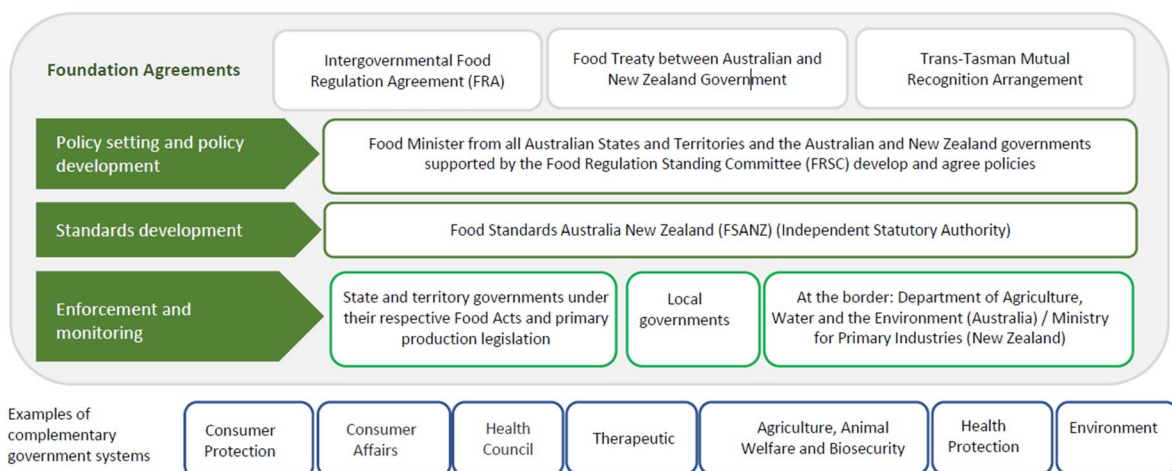 Foundation Agreements
Intergovernmental Food
Regulation Agreement (FRA)
Food Treaty between Australian and
New Zealand Government
Trans-Tasman Mutual
Recognition Arrangement
Policy setting and policy
development
Food Minister from all Australian States and Territories and the Australian and New Zealand governments
supported by the Food Regulation Standing Committee (FRSC) develop and agree policies
Standards development
Food Standards Australia New Zealand (FSANZ) (Independent Statutory Authority)
Enforcement and
monitoring
State and territory governments under
their respective Food Acts and primary
production legislation
Local
governments
At the border: Department of Agriculture,
Water and the Environment (Australia) / Ministry
for Primary Industries (New Zealand)
Examples of
complementary
government systems
Consumer
Protection
Consumer
Affairs
Health
Council
Therapeutic
Agriculture, Animal
Welfare and Biosecurity
Health
Protection
Environment